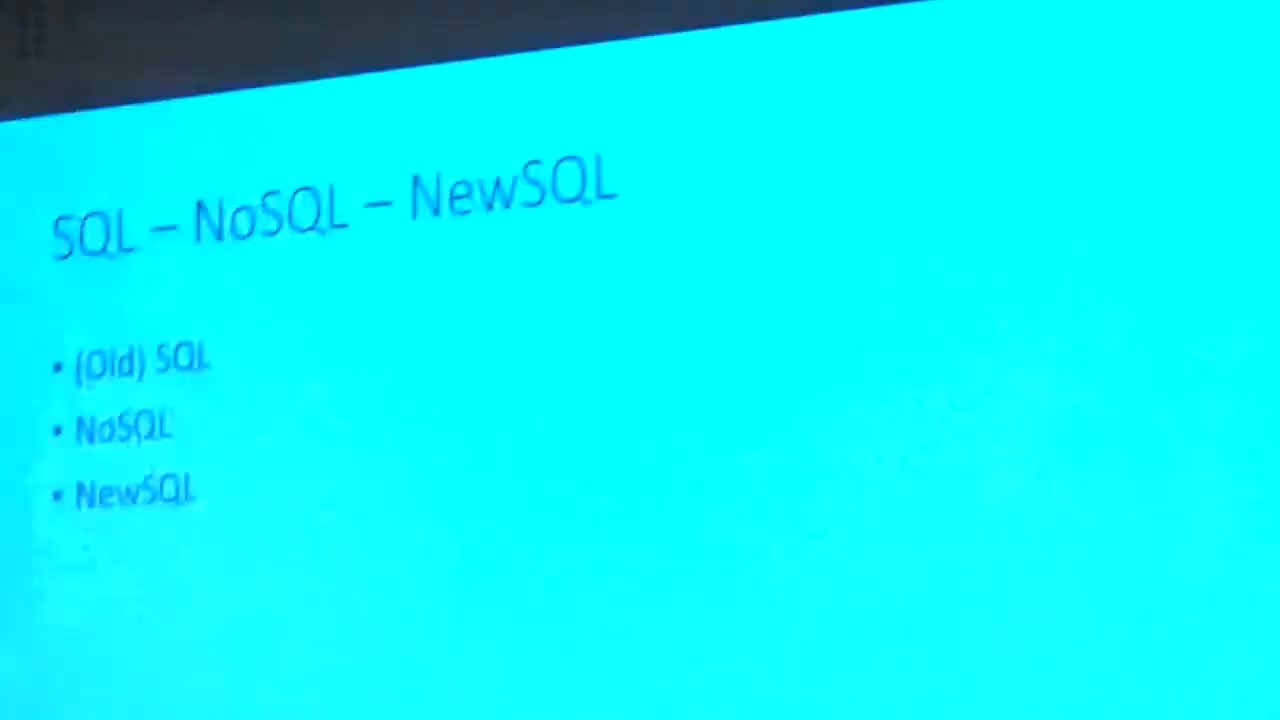 SQL – NoSQL – NewSQL
• (Old) SQL
• NoSQL
• NewSQL